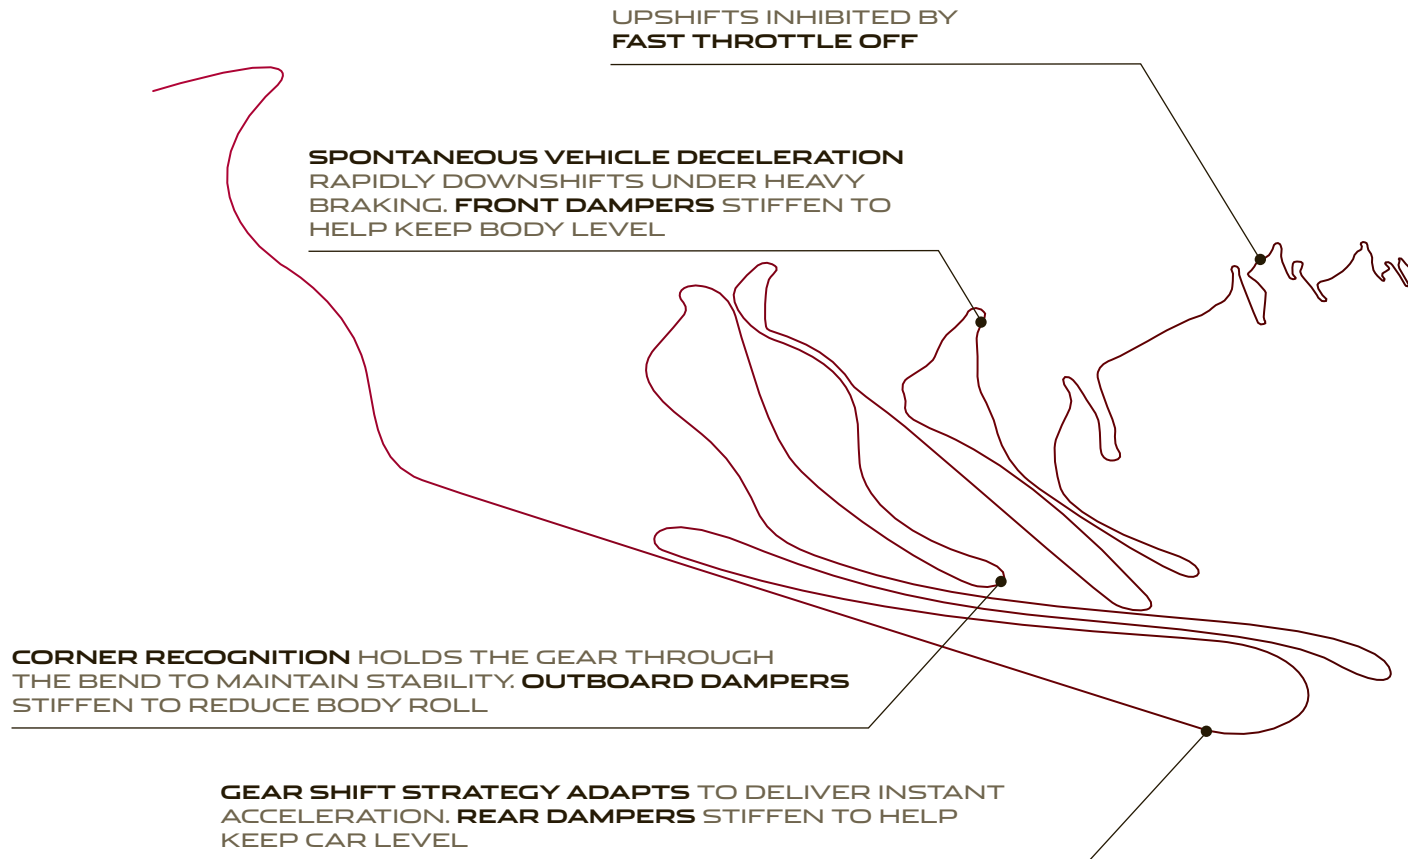 UPSHIFTS INHIBITED BY
FAST THROTTLE OFF
SPONTANEOUS VEHICLE DECELERATION
RAPIDLY DOWNSHIFTS UNDER HEAVY
BRAKING. FRONT DAMPERS STIFFEN TO
HELP KEEP BODY LEVEL
CORNER RECOGNITION HOLDS THE GEAR THROUGH
THE BEND TO MAINTAIN STABILITY. OUTBOARD DAMPERS
STIFFEN TO REDUCE BODY ROLL
GEAR SHIFT STRATEGY ADAPTS TO DELIVER INSTANT
ACCELERATION. REAR DAMPERS STIFFEN TO HELP
KEEP CAR LEVEL